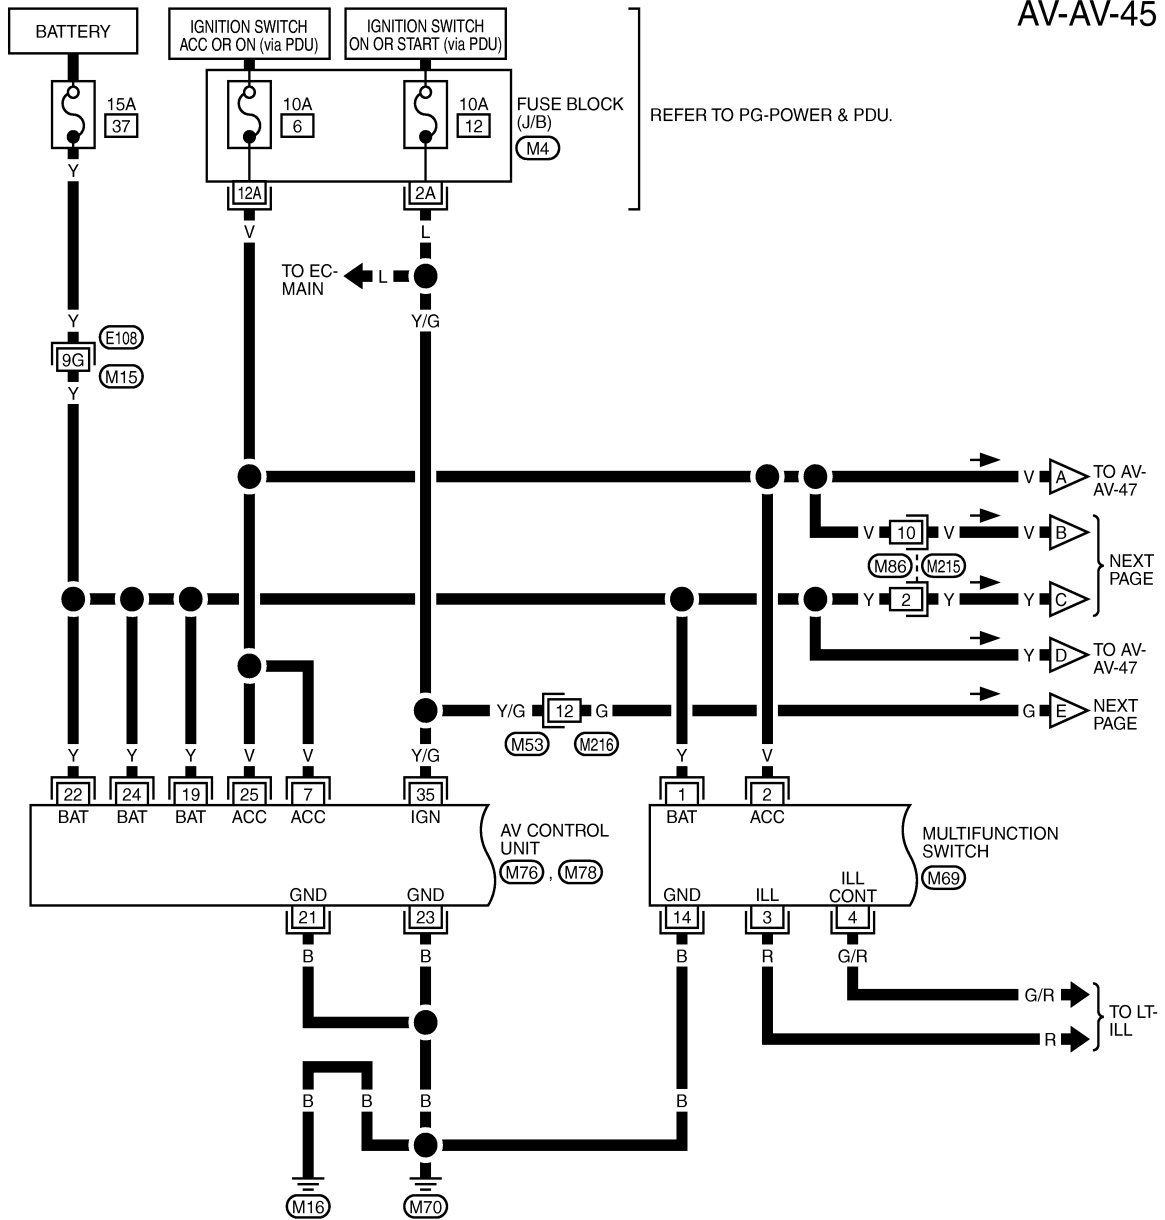 AV-AV-45
BATTERY
IGNITION SWITCH
ACC OR ON (via PDU)
IGNITION SWITCH
ON OR START (via PDU)
15A
37
10A
6
10A
12
FUSE BLOCK
(J/B)
M4
REFER TO PG-POWER & PDU.
Y
12A
2A
V
L
TO EC-
MAIN
L
Y
Y/G
E108
9G
M15
Y
V
A
TO AV-
AV-47
V
10
V
V
B
M86
M215
NEXT
PAGE
Y
2
Y
Y
C
Y
D
TO AV-
AV-47
Y/G
12
G
G
E
NEXT
PAGE
M53
M216
Y
Y
Y
V
V
Y/G
Y
V
22
24
19
25
7
35
1
2
BAT
BAT
BAT
ACC
ACC
IGN
BAT
ACC
AV CONTROL
UNIT
M76 , M78
MULTIFUNCTION
SWITCH
M69
GND
GND
GND
ILL
ILL
CONT
21
23
14
3
4
B
B
B
R
G/R
G/R
TO LT-
ILL
R
B
B
B
B
M16
M70